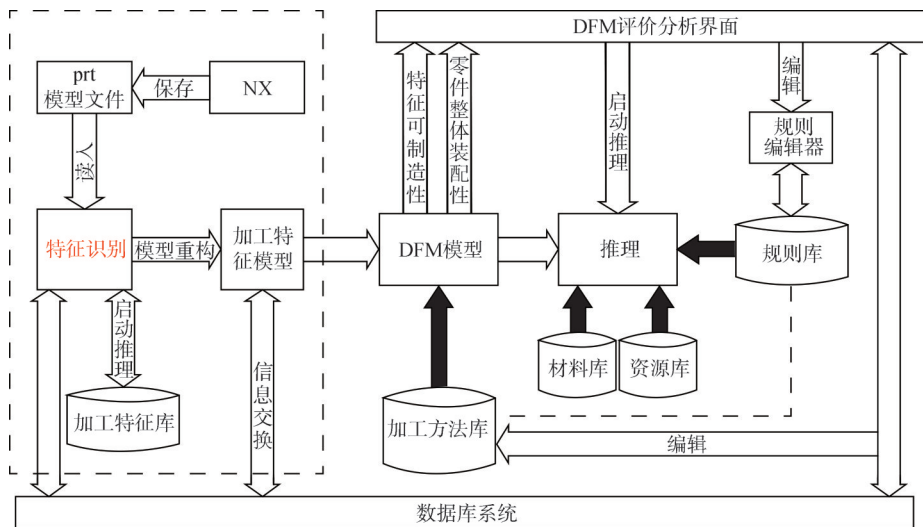 DFM评价分析界面
prt
模型文件
保存
NX
读入
特征识别
模型重构
加工特
征模型
启动推理
加工特征库
信息交换
特征可制造性
零件整体装配性
启动推理
编辑
规则
编辑器
DFM模型
推理
规则库
材料库
资源库
加工方法库
编辑
数据库系统